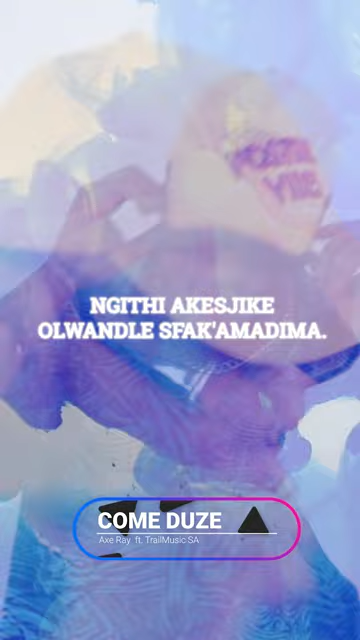 NGITHI AKESJIKE
OLWANDLE SFAK'AMADIMA.
COME DUZE
Axe Ray ft. TrailMusic SA